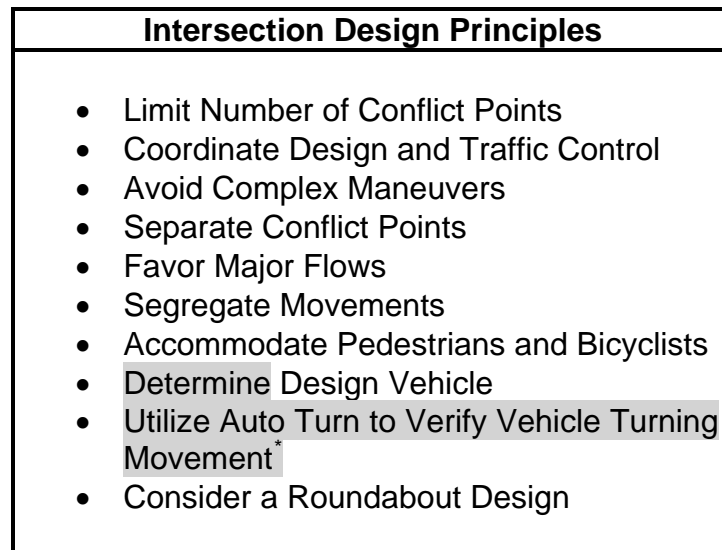 Intersection Design Principles
• Limit Number of Conflict Points
• Coordinate Design and Traffic Control
• Avoid Complex Maneuvers
• Separate Conflict Points
• Favor Major Flows
• Segregate Movements
• Accommodate Pedestrians and Bicyclists
• Determine Design Vehicle
• Utilize Auto Turn to Verify Vehicle Turning
Movement*
• Consider a Roundabout Design